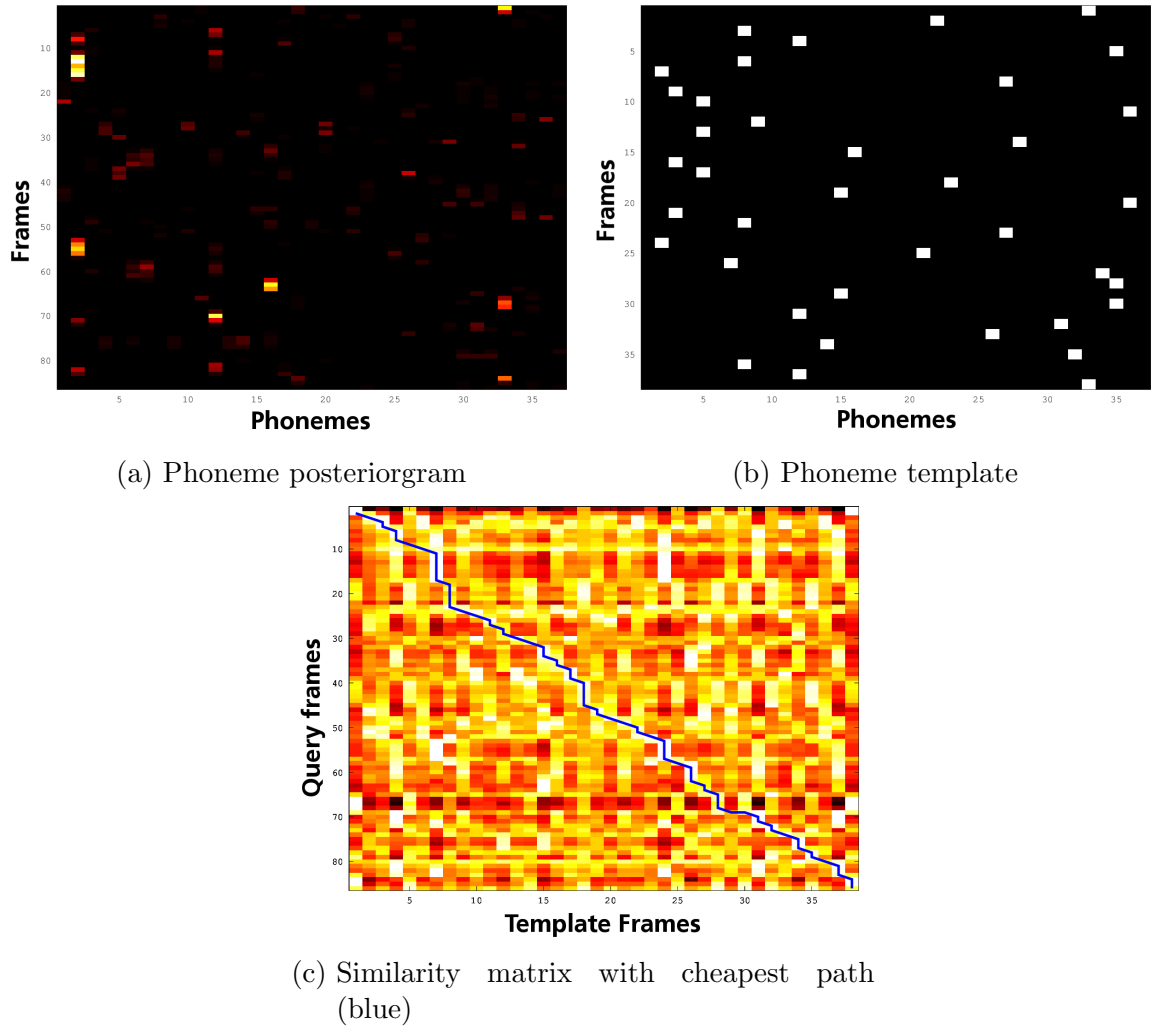 10
20
30
40
50
60
70
80
Frames
5 10 15 20 25 30 35
Phonemes
(a) Phoneme posteriorgram
5
10
15
20
25
30
35
Frames
5 10 15 20 25 30 35
Phonemes
(b) Phoneme template
10
20
30
40
50
60
70
80
Query frames
5 10 15 20 25 30 35
Template Frames
(c) Similarity matrix with cheapest path
(blue)